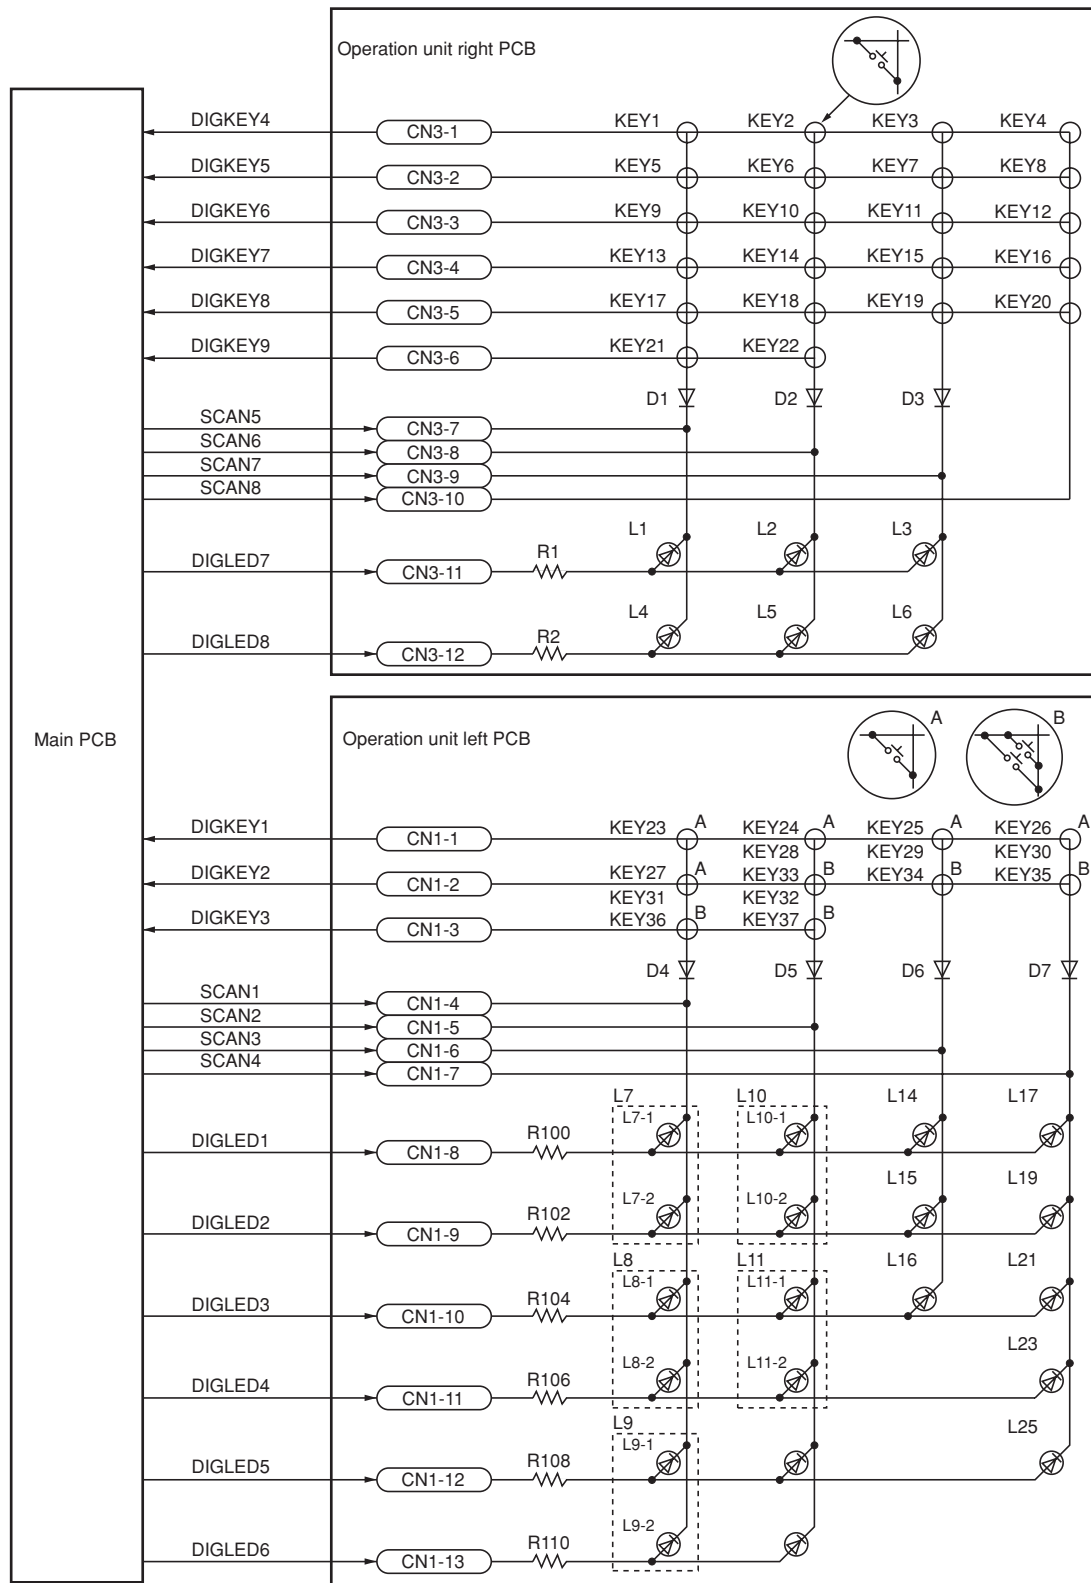 Operation unit right PCB
DIGKEY4 CN3-1 KEY1 KEY2 KEY3 KEY4
DIGKEY5 CN3-2 KEY5 KEY6 KEY7 KEY8
DIGKEY6 CN3-3 KEY9 KEY10 KEY11 KEY12
DIGKEY7 CN3-4 KEY13 KEY14 KEY15 KEY16
DIGKEY8 CN3-5 KEY17 KEY18 KEY19 KEY20
DIGKEY9 CN3-6 KEY21 KEY22
D1 D2 D3
SCAN5 CN3-7
SCAN6 CN3-8
SCAN7 CN3-9
SCAN8 CN3-10
L1 L2 L3
DIGLED7 CN3-11 R1
L4 L5 L6
DIGLED8 CN3-12 R2
Main PCB
Operation unit left PCB
A B
DIGKEY1 CN1-1 KEY23 A KEY24 A KEY25 A KEY26 A
KEY28 KEY29 KEY30
DIGKEY2 CN1-2 KEY27 A KEY33 B KEY34 B KEY35 B
KEY31 KEY32
DIGKEY3 CN1-3 KEY36 B KEY37 B
D4 D5 D6 D7
SCAN1 CN1-4
SCAN2 CN1-5
SCAN3 CN1-6
SCAN4 CN1-7
L7 L10 L14 L17
L7-1 L10-1
DIGLED1 CN1-8 R100
L15 L19
L7-2 L10-2
DIGLED2 CN1-9 R102
L8 L11 L16 L21
L8-1 L11-1
DIGLED3 CN1-10 R104
L23
L8-2 L11-2
DIGLED4 CN1-11 R106
L9 L25
L9-1
DIGLED5 CN1-12 R108
L9-2
DIGLED6 CN1-13 R110